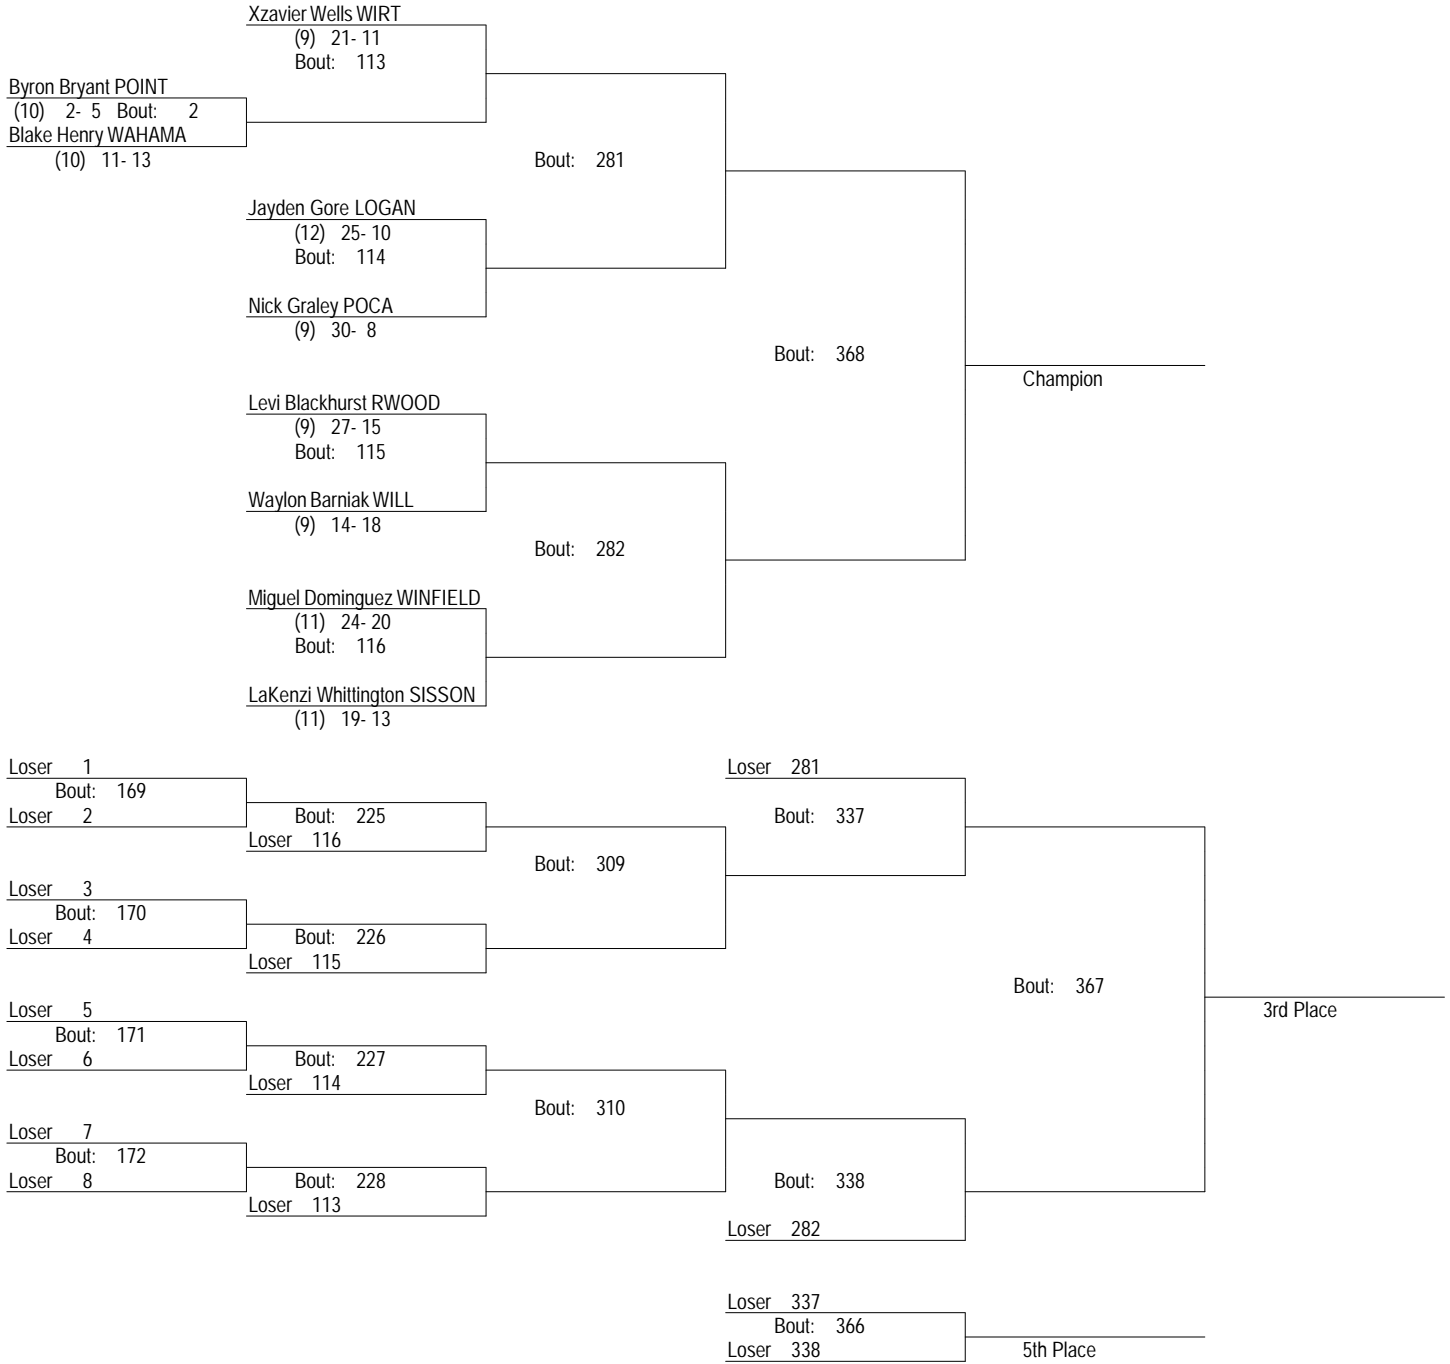 Xzavier Wells WIRT
(9) 21- 11
Bout: 113
Byron Bryant POINT
(10) 2- 5 Bout: 2
Blake Henry WAHAMA
(10) 11- 13
Bout: 281
Jayden Gore LOGAN
(12) 25- 10
Bout: 114
Nick Graley POCA
(9) 30- 8
Bout: 368
Champion
Levi Blackhurst RWOOD
(9) 27- 15
Bout: 115
Waylon Barniak WILL
(9) 14- 18
Bout: 282
Miguel Dominguez WINFIELD
(11) 24- 20
Bout: 116
LaKenzi Whittington SISSON
(11) 19- 13
Loser 1
Bout: 169
Loser 2
Bout: 225
Loser 116
Loser 281
Bout: 337
Bout: 309
Loser 3
Bout: 170
Loser 4
Bout: 226
Loser 115
Bout: 367
3rd Place
Loser 5
Bout: 171
Loser 6
Bout: 227
Loser 114
Bout: 310
Loser 7
Bout: 172
Loser 8
Bout: 228
Loser 113
Bout: 338
Loser 282
Loser 337
Bout: 366
Loser 338
5th Place